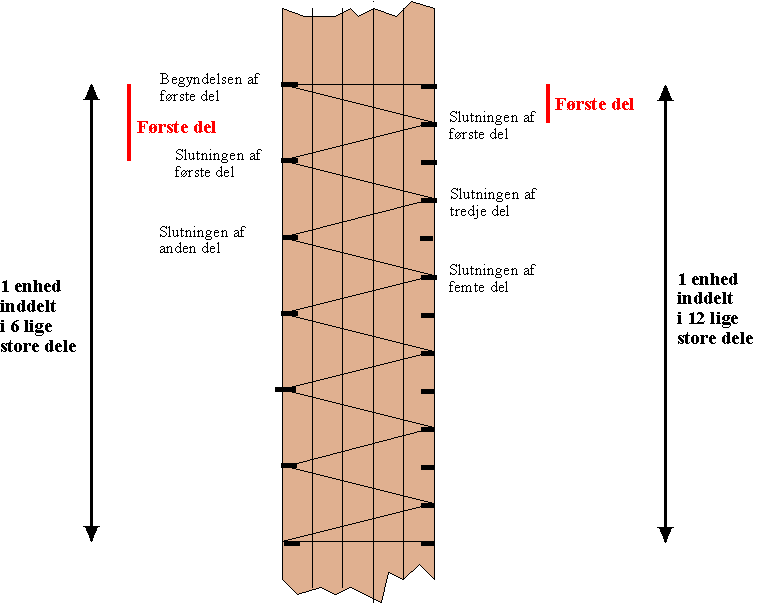 Begyndelsen af
første del
Første del
Slutningen af
første del
Slutningen af
anden del
1 enhed
inddelt
i 6 lige
store dele
Første del
Slutningen af
første del
Slutningen af
tredje del
Slutningen af
femte del
1 enhed
inddelt
i 12 lige
store dele